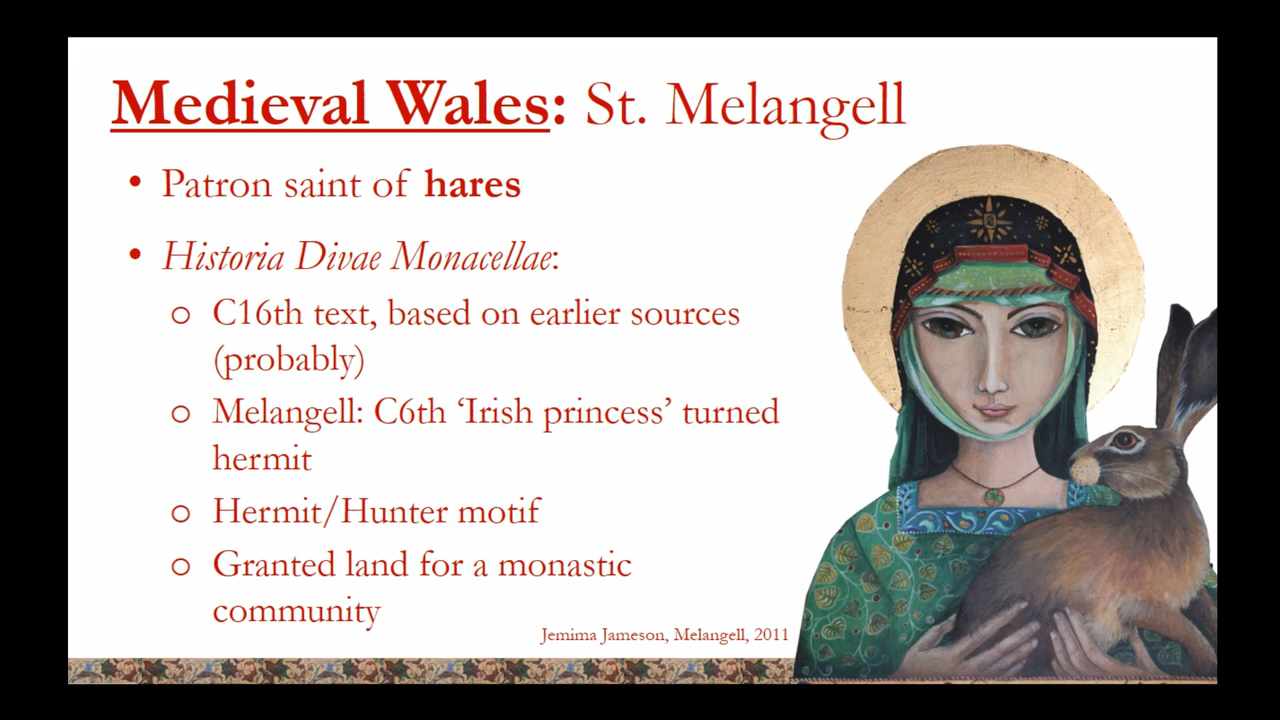 Medieval Wales: St. Melangell
• Patron saint of hares
• Historia Divae Monacellae:
o C16th text, based on earlier sources
(probably)
o Melangell: C6th ‘Irish princess’ turned
hermit
o Hermit/Hunter motif
o Granted land for a monastic
community
Jemima Jameson, Melangell, 2011